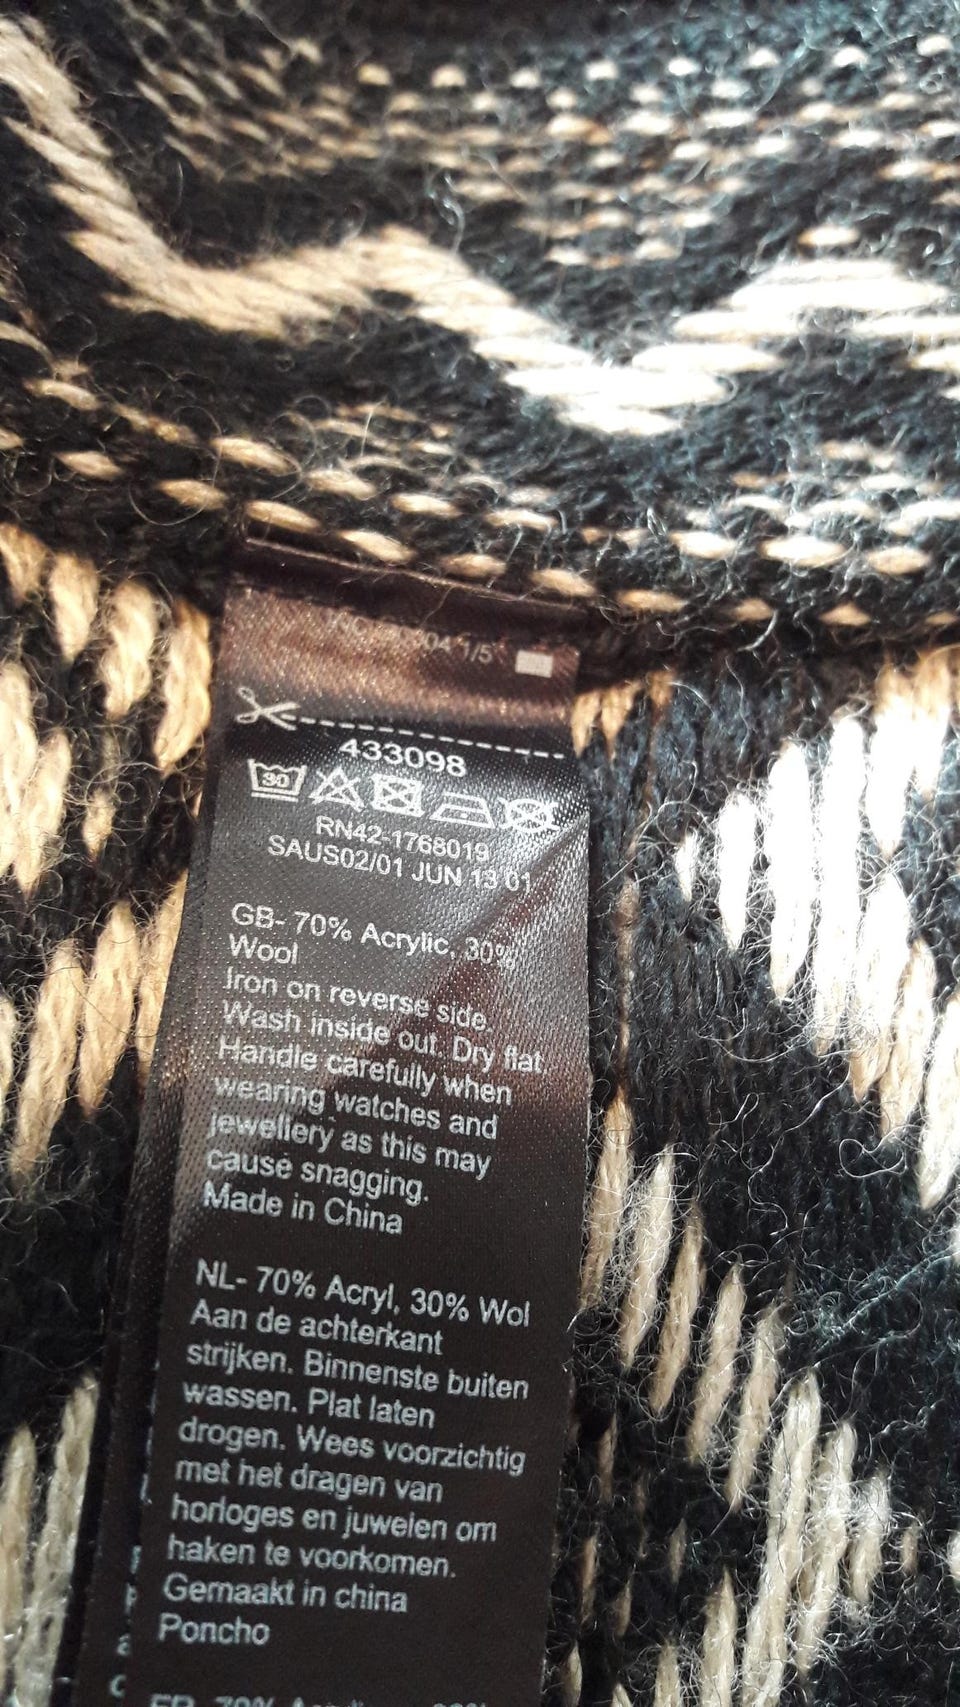 1/5
433098
30
RN42-1768019
SAUS02/01 JUN 13 01
GB- 70% Acrylic, 30%
Wool
Iron on reverse side.
Wash inside out. Dry flat.
Handle carefully when
wearing watches and
jewellery as this may
cause snagging.
Made in China
NL- 70% Acryl, 30% Wol
Aan de achterkant
strijken. Binnenste buiten
wassen. Plat laten
drogen. Wees voorzichtig
met het dragen van
horloges en juwelen om
haken te voorkomen.
Gemaakt in china
Poncho